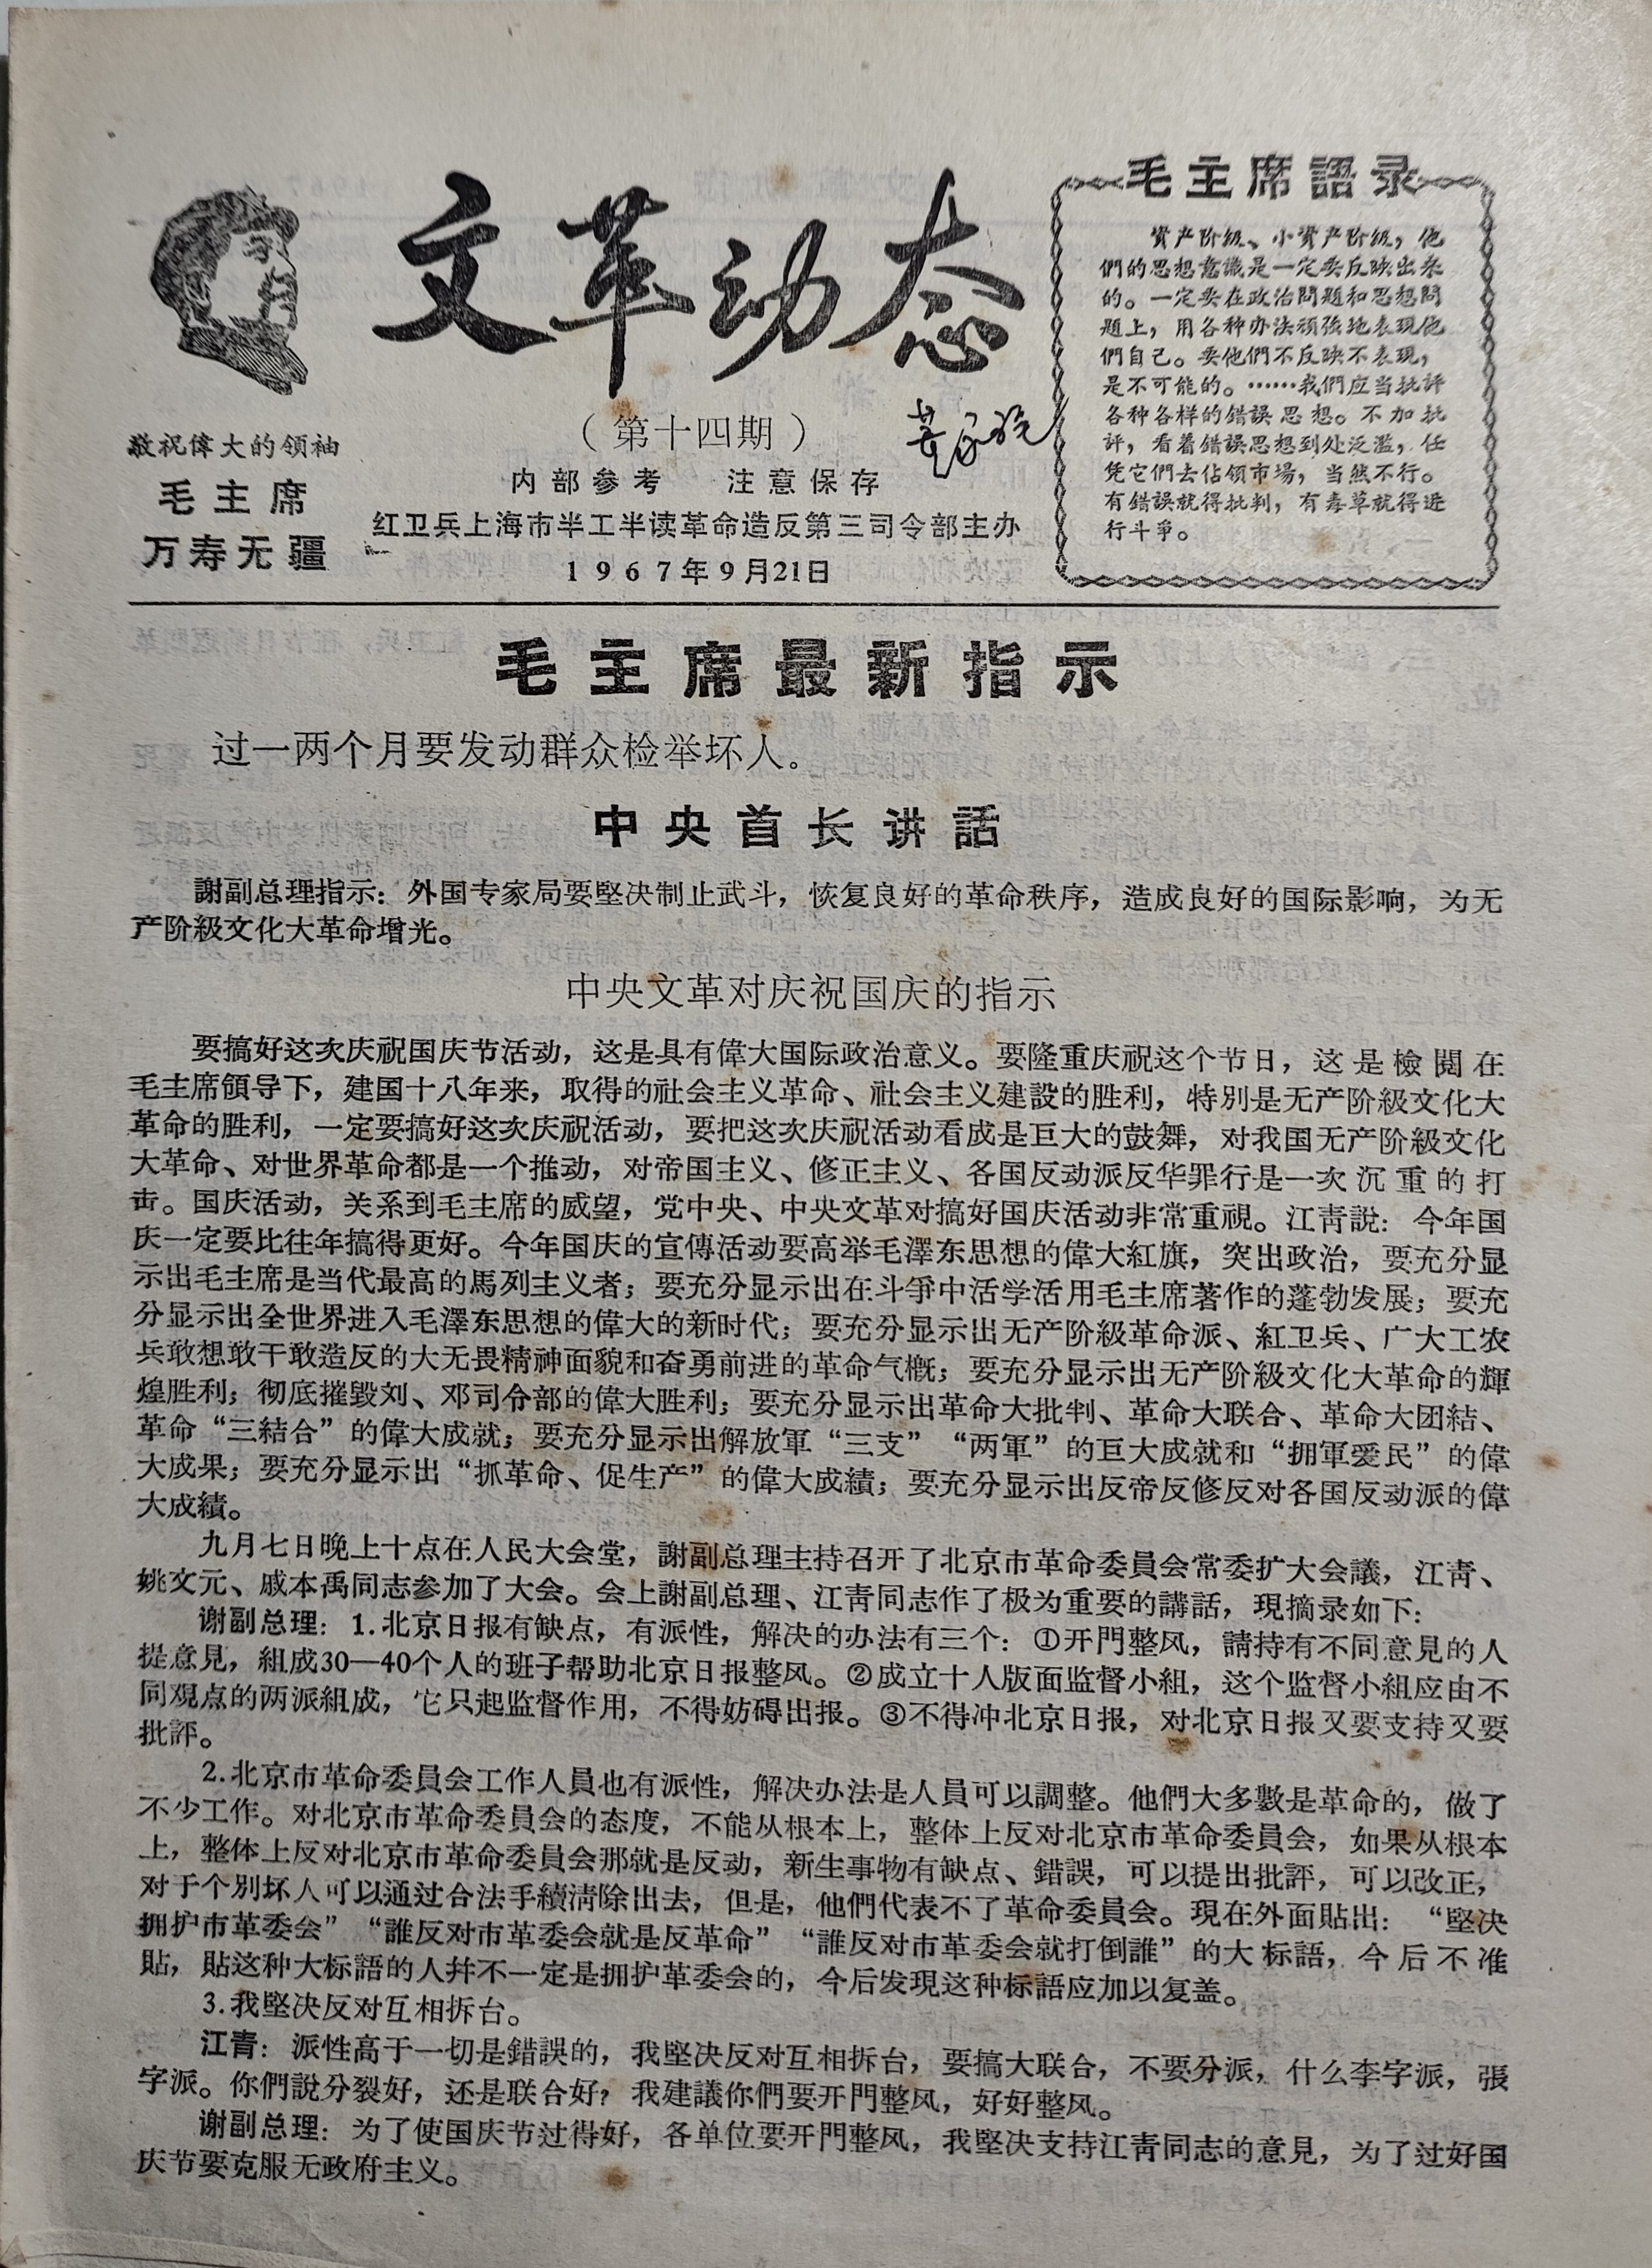 文革动态
（第十四期）
内部参考　注意保存
红卫兵上海市半工半读革命造反第三司令部主办
1967年9月21日
敬祝偉大的領袖
毛主席
万寿无疆
毛主席語录
資产阶級、小資产阶級，他
們的思想意識是一定要反映出来
的。一定要在政治問題和思想問
題上，用各种办法頑強地表現他
們自己。要他們不反映不表現，
是不可能的。……我們应当批評
各种各样的錯誤思想。不加批
評，看着錯誤思想到处泛濫，任
凭它們去佔領市場，当然不行。
有錯誤就得批判，有毒草就得进
行斗爭。
毛主席最新指示
过一两个月要发动群众检举坏人。
中央首长讲話
謝副总理指示：外国专家局要堅决制止武斗，恢复良好的革命秩序，造成良好的国际影响，为无
产阶級文化大革命增光。
中央文革对庆祝国庆的指示
要搞好这次庆祝国庆节活动，这是具有偉大国际政治意义。要隆重庆祝这个节日，这是檢閱在
毛主席領导下，建国十八年来，取得的社会主义革命、社会主义建設的胜利，特別是无产阶級文化大
革命的胜利，一定要搞好这次庆祝活动，要把这次庆祝活动看成是巨大的鼓舞，对我国无产阶級文化
大革命、对世界革命都是一个推动，对帝国主义、修正主义、各国反动派反华罪行是一次沉重的打
击。国庆活动，关系到毛主席的威望，党中央、中央文革对搞好国庆活动非常重視。江靑說：今年国
庆一定要比往年搞得更好。今年国庆的宣傳活动要高举毛澤东思想的偉大紅旗，突出政治，要充分显
示出毛主席是当代最高的馬列主义者；要充分显示出在斗爭中活学活用毛主席著作的蓬勃发展；要充
分显示出全世界进入毛澤东思想的偉大的新时代；要充分显示出无产阶級革命派、紅卫兵、广大工农
兵敢想敢干敢造反的大无畏精神面貌和奋勇前进的革命气概；要充分显示出无产阶級文化大革命的輝
煌胜利；彻底摧毀刘、邓司令部的偉大胜利；要充分显示出革命大批判、革命大联合、革命大团結、
革命“三結合”的偉大成就；要充分显示出解放軍“三支”“两軍”的巨大成就和“拥軍爱民”的偉
大成果；要充分显示出“抓革命、促生产”的偉大成績；要充分显示出反帝反修反对各国反动派的偉
大成績。
九月七日晚上十点在人民大会堂，謝副总理主持召开了北京市革命委員会常委扩大会議，江靑、
姚文元、戚本禹同志参加了大会。会上謝副总理、江靑同志作了极为重要的講話，現摘录如下：
谢副总理：1.北京日报有缺点，有派性，解决的办法有三个：①开門整风，請持有不同意見的人
提意見，組成30—40个人的班子帮助北京日报整风。②成立十人版面监督小組，这个监督小組应由不
同观点的两派組成，它只起监督作用，不得妨碍出报。③不得冲北京日报，对北京日报又要支持又要
批評。
2.北京市革命委員会工作人員也有派性，解决办法是人員可以調整。他們大多數是革命的，做了
不少工作。对北京市革命委員会的态度，不能从根本上，整体上反对北京市革命委員会，如果从根本
上，整体上反对北京市革命委員会那就是反动，新生事物有缺点、錯誤，可以提出批評，可以改正，
对于个別坏人可以通过合法手續淸除出去，但是，他們代表不了革命委員会。現在外面貼出：“堅决
拥护市革委会”“誰反对市革委会就是反革命”“誰反对市革委会就打倒誰”的大标語，今后不准
貼，貼这种大标語的人幷不一定是拥护革委会的，今后发現这种标語应加以复盖。
3.我堅决反对互相拆台。
江青：派性高于一切是錯誤的，我堅决反对互相拆台，要搞大联合，不要分派，什么李字派，張
字派。你們說分裂好，还是联合好？我建議你們要开門整风，好好整风。
谢副总理：为了使国庆节过得好，各单位要开門整风，我堅决支持江靑同志的意見，为了过好国
庆节要克服无政府主义。